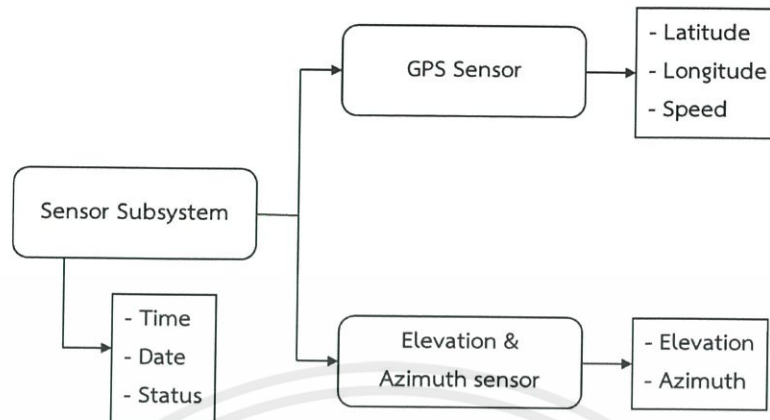 GPS Sensor
- Latitude
- Longitude
- Speed
Sensor Subsystem
- Time
- Date
- Status
Elevation &
Azimuth sensor
- Elevation
- Azimuth